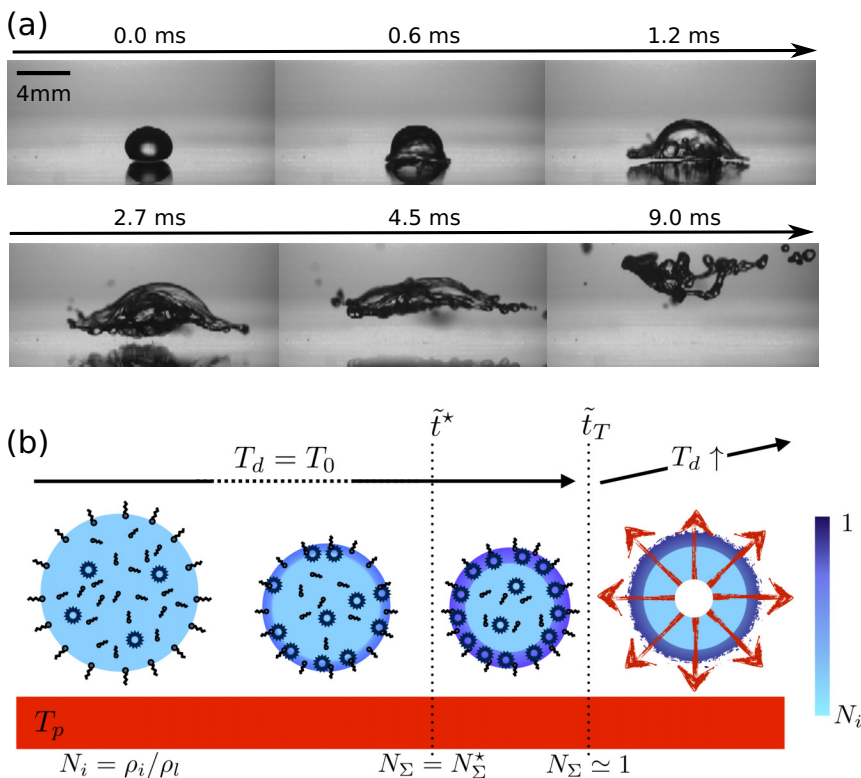 (a)
0.0 ms 0.6 ms 1.2 ms
4mm
2.7 ms 4.5 ms 9.0 ms
(b)
t̃⋆ t̃_T
T_d = T_0 T_d ↑
1
N_i
T_p
N_i = ρ_i/ρ_l N_Σ = N_Σ^⋆ N_Σ ≃ 1